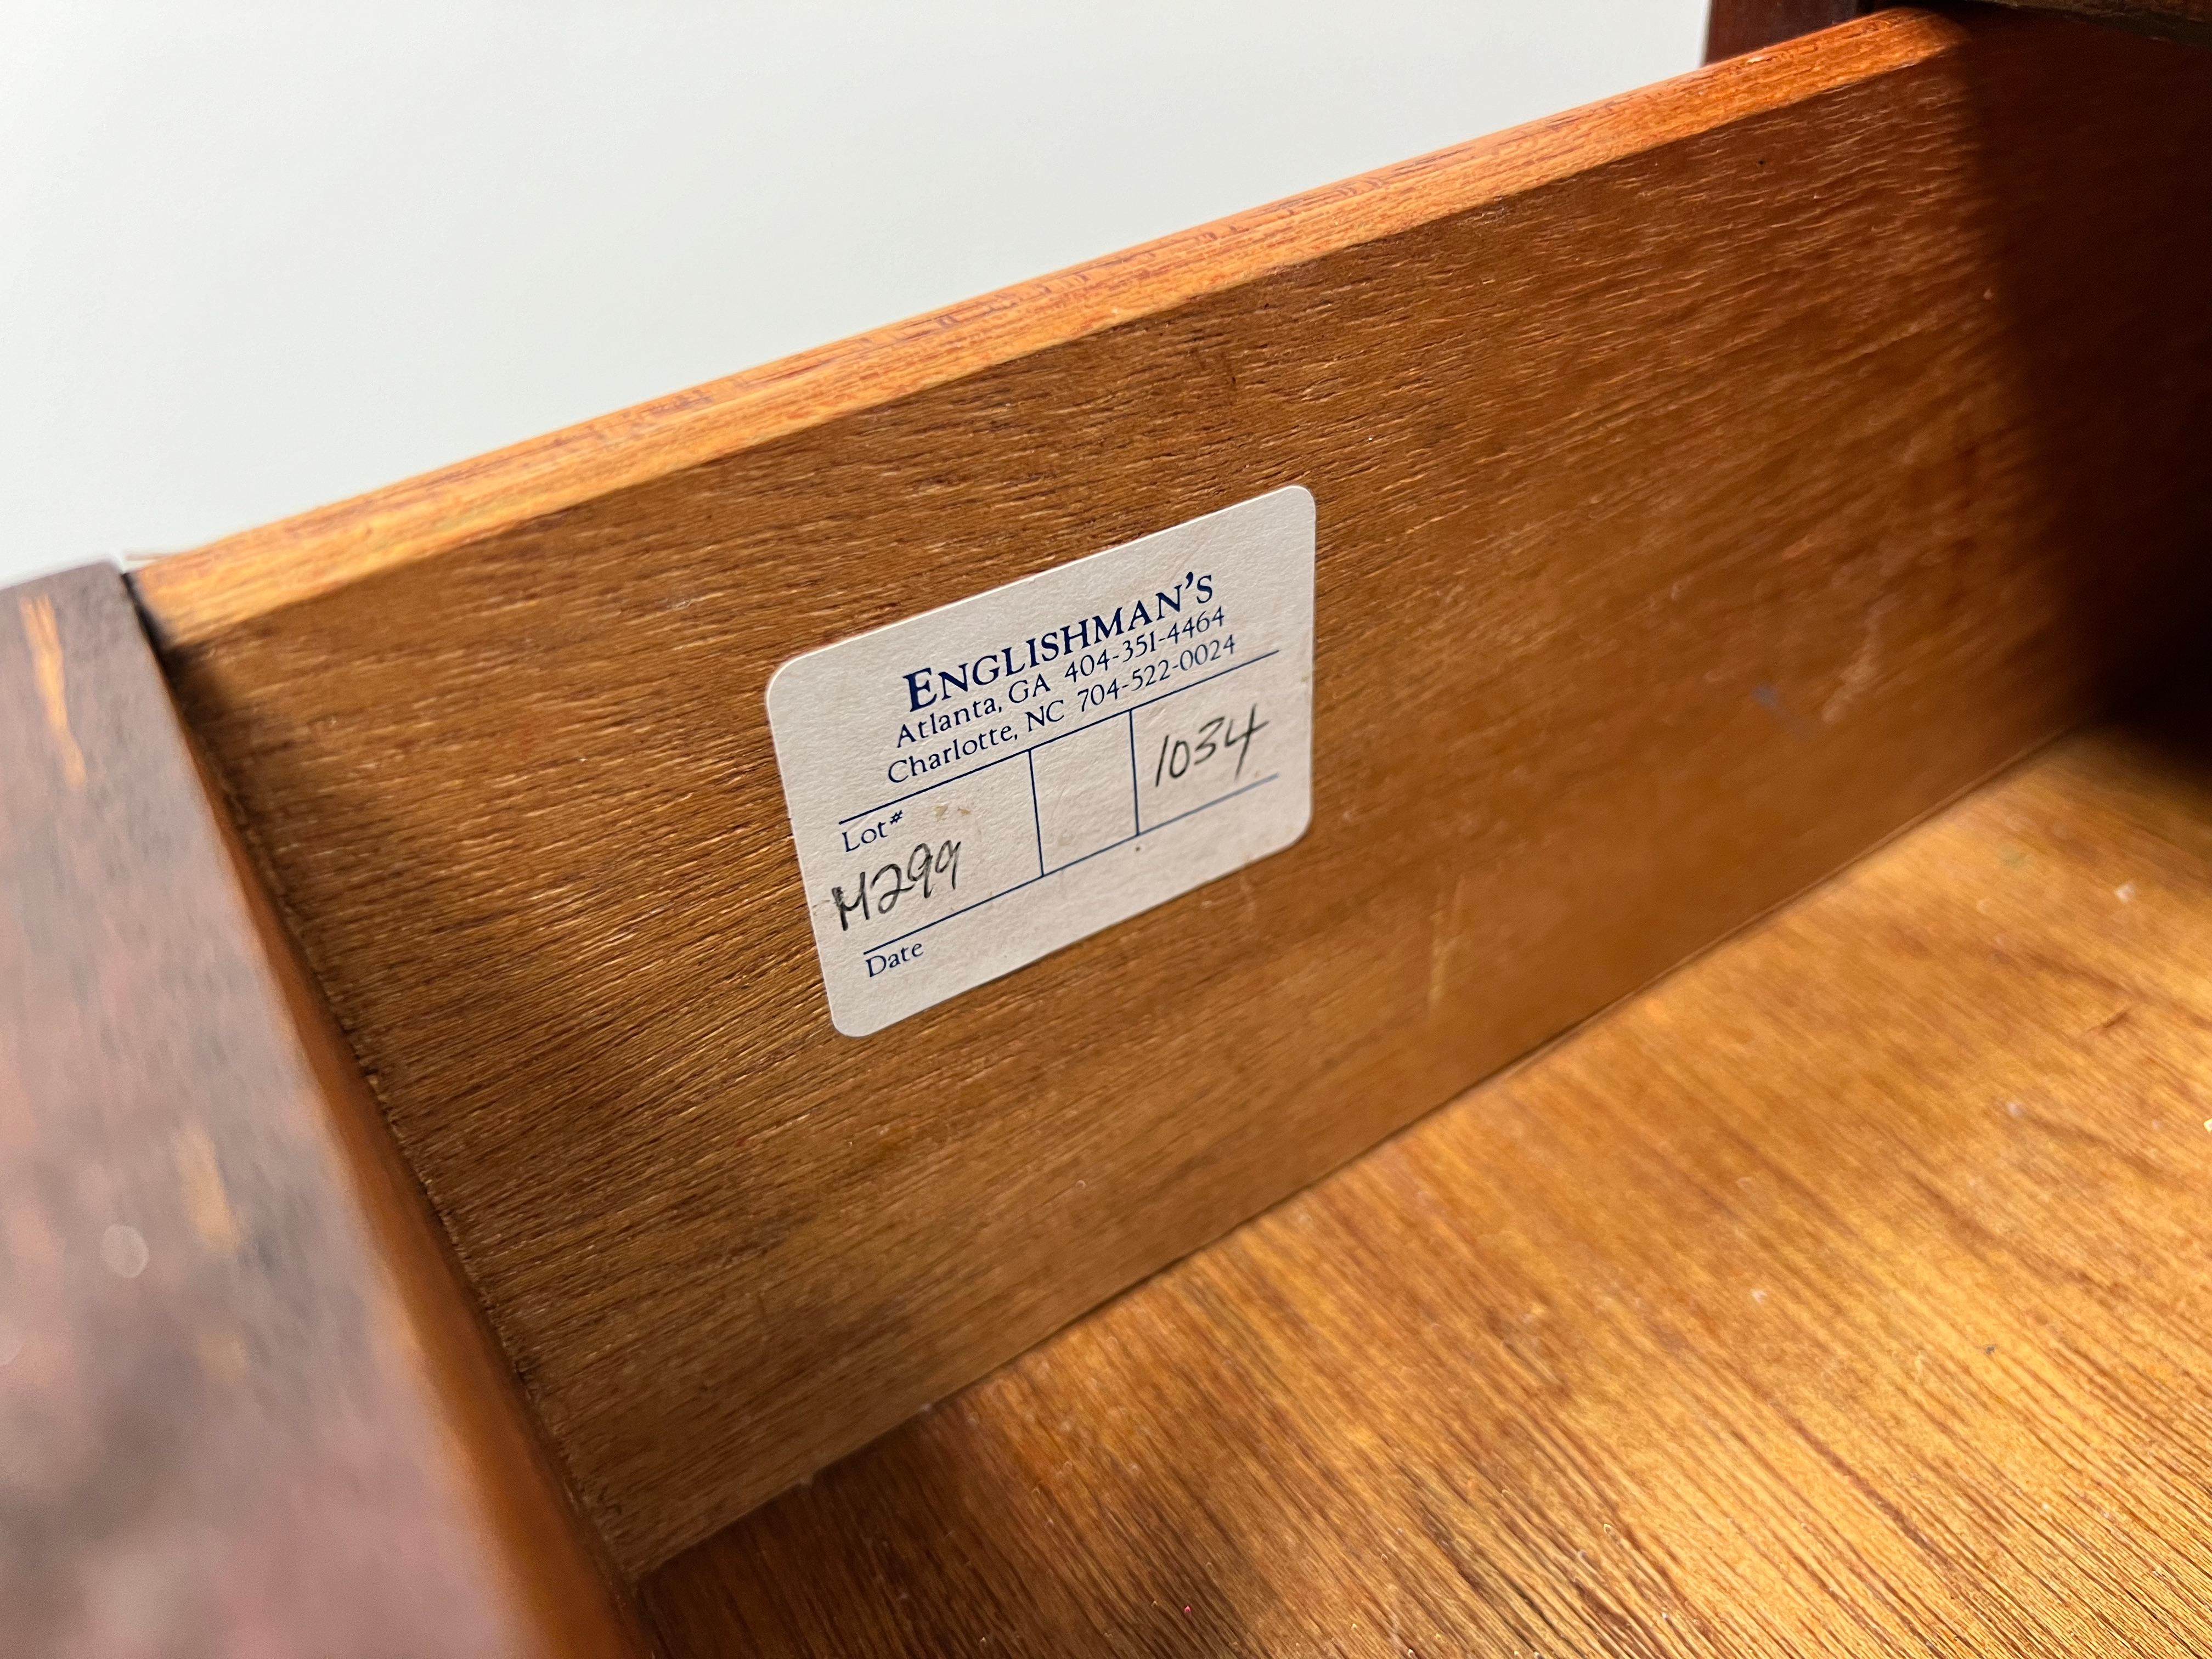 ENGLISHMAN'S
Atlanta, GA 404-351-4464
Charlotte, NC 704-522-0024
Lot#
M299
1034
Date